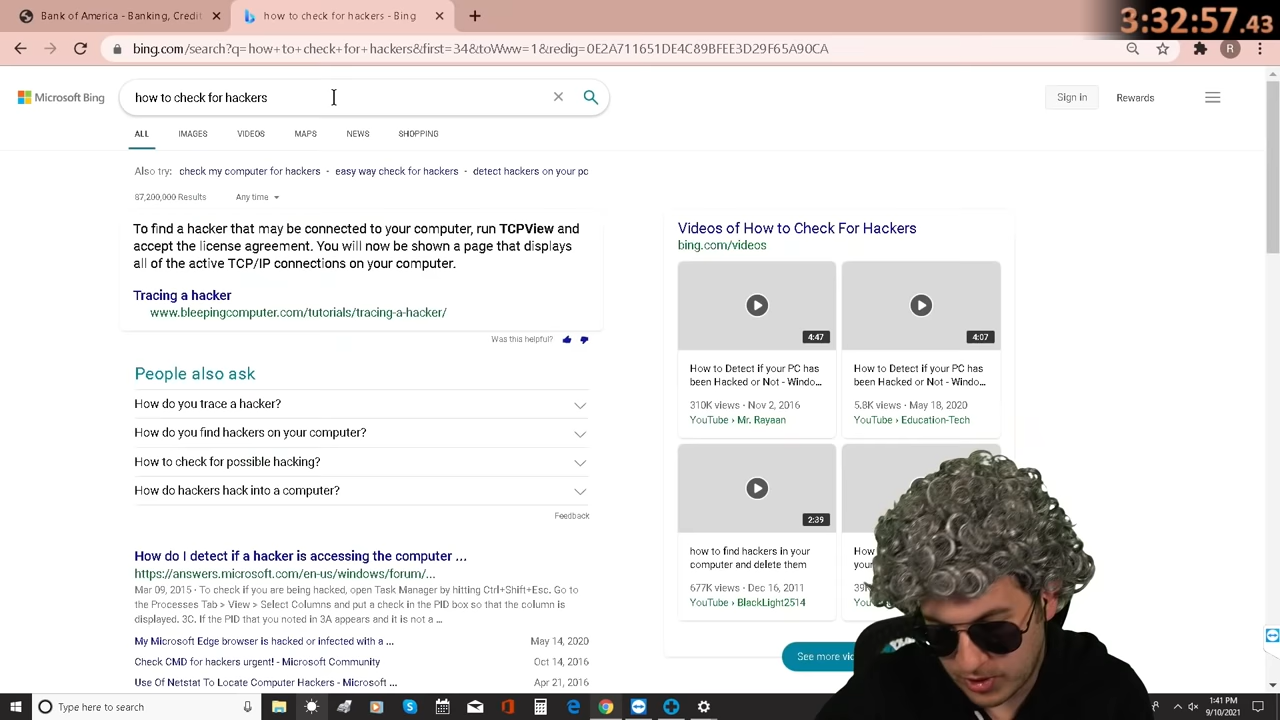 Bank of America - Banking, Cred
how to check for hackers - Bing
3:32:57.43
bing.com/search?q=how+to+check+for+hackers&first=34&toWww=1&redig=0E2A711651DE4C89BFEE3D29F65A90CA
R
Microsoft Bing
how to check for hackers
Sign in
Rewards
ALL
IMAGES
VIDEOS
MAPS
NEWS
SHOPPING
Also try: check my computer for hackers - easy way check for hackers - detect hackers on your pc
87,200,000 Results
Any time
To find a hacker that may be connected to your computer, run TCPView and
accept the license agreement. You will now be shown a page that displays
all of the active TCP/IP connections on your computer.
Tracing a hacker
www.bleepingcomputer.com/tutorials/tracing-a-hacker/
Was this helpful?
People also ask
How do you trace a hacker?
How do you find hackers on your computer?
How to check for possible hacking?
How do hackers hack into a computer?
Feedback
How do I detect if a hacker is accessing the computer ...
https://answers.microsoft.com/en-us/windows/forum/...
Mar 09, 2015 · To check if you are being hacked, open Task Manager by hitting Ctrl+Shift+Esc. Go to
the Processes Tab > View > Select Columns and put a check in the PID box so that the column is
displayed. 3C. If the PID that you noted in 3A appears and it is not a ...
My Microsoft Edge browser is hacked or infected with a ...
May 14, 2020
Check CMD for hackers urgent! - Microsoft Community
Oct 14, 2016
Use Of Netstat To Locate Computer Hackers - Microsoft ...
Apr 21, 2016
Videos of How to Check For Hackers
bing.com/videos
4:47
4:07
How to Detect if your PC has
been Hacked or Not - Windo...
310K views · Nov 2, 2016
YouTube › Mr. Rayaan
How to Detect if your PC has
been Hacked or Not - Windo...
5.8K views · May 18, 2020
YouTube › Education-Tech
2:39
how to find hackers in your
computer and delete them
677K views · Dec 16, 2011
YouTube › BlackLight2514
See more
Type here to search
1:41 PM
9/10/2021